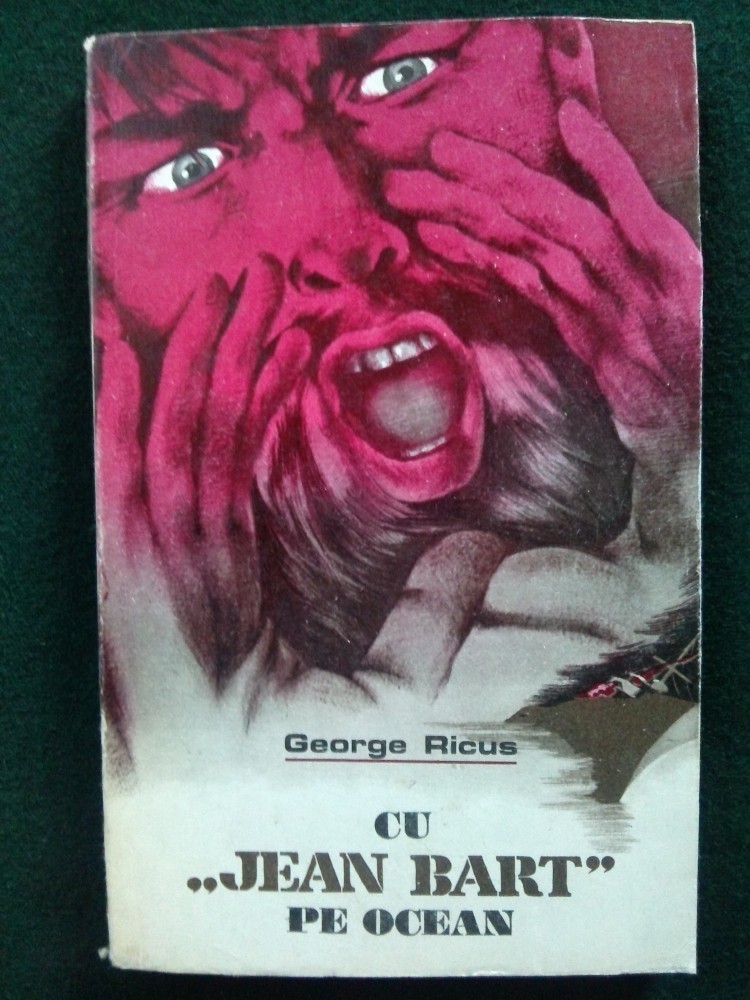 George Ricus
CU
„JEAN BART”
PE OCEAN